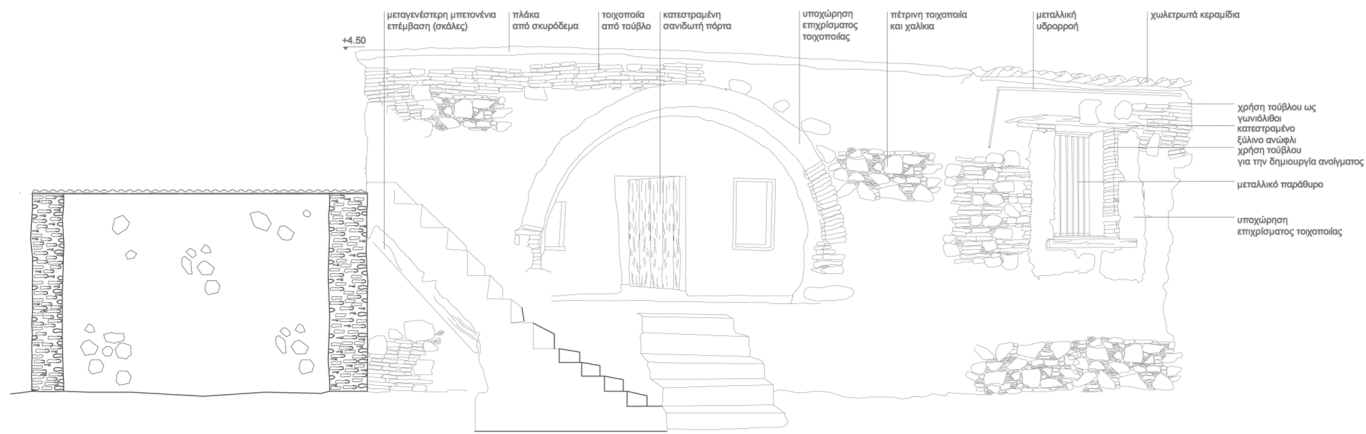 μεταγενέστερη μπετονένια
επέμβαση (σκάλες)
πλάκα
από σκυρόδεμα
τοιχοποιία
από τούβλο
κατεστραμένη
σανιδωτή πόρτα
υποχώρηση
επιχρίσματος
τοιχοποιίας
πέτρινη τοιχοποιία
και χαλίκια
μεταλλική
υδρορροή
χωλετρωτά κεραμίδια
+4.50
χρήση τούβλου ως
γωνιόλιθοι
κατεστραμένο
ξύλινο ανώφλι
χρήση τούβλου
για την δημιουργία ανοίγματος
μεταλλικό παράθυρο
υποχώρηση
επιχρίσματος τοιχοποιίας